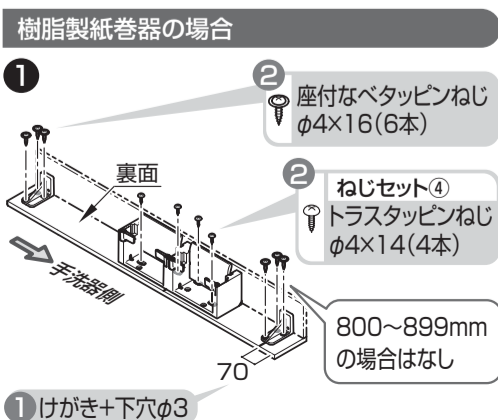 樹脂製紙巻器の場合
1
2
座付なべタッピンねじ
φ4×16(6本)
裏面
2
ねじセット④
トラスタッピンねじ
φ4×14(4本)
手洗器側
800~899mm
の場合はなし
70
1 けがき+下穴φ3